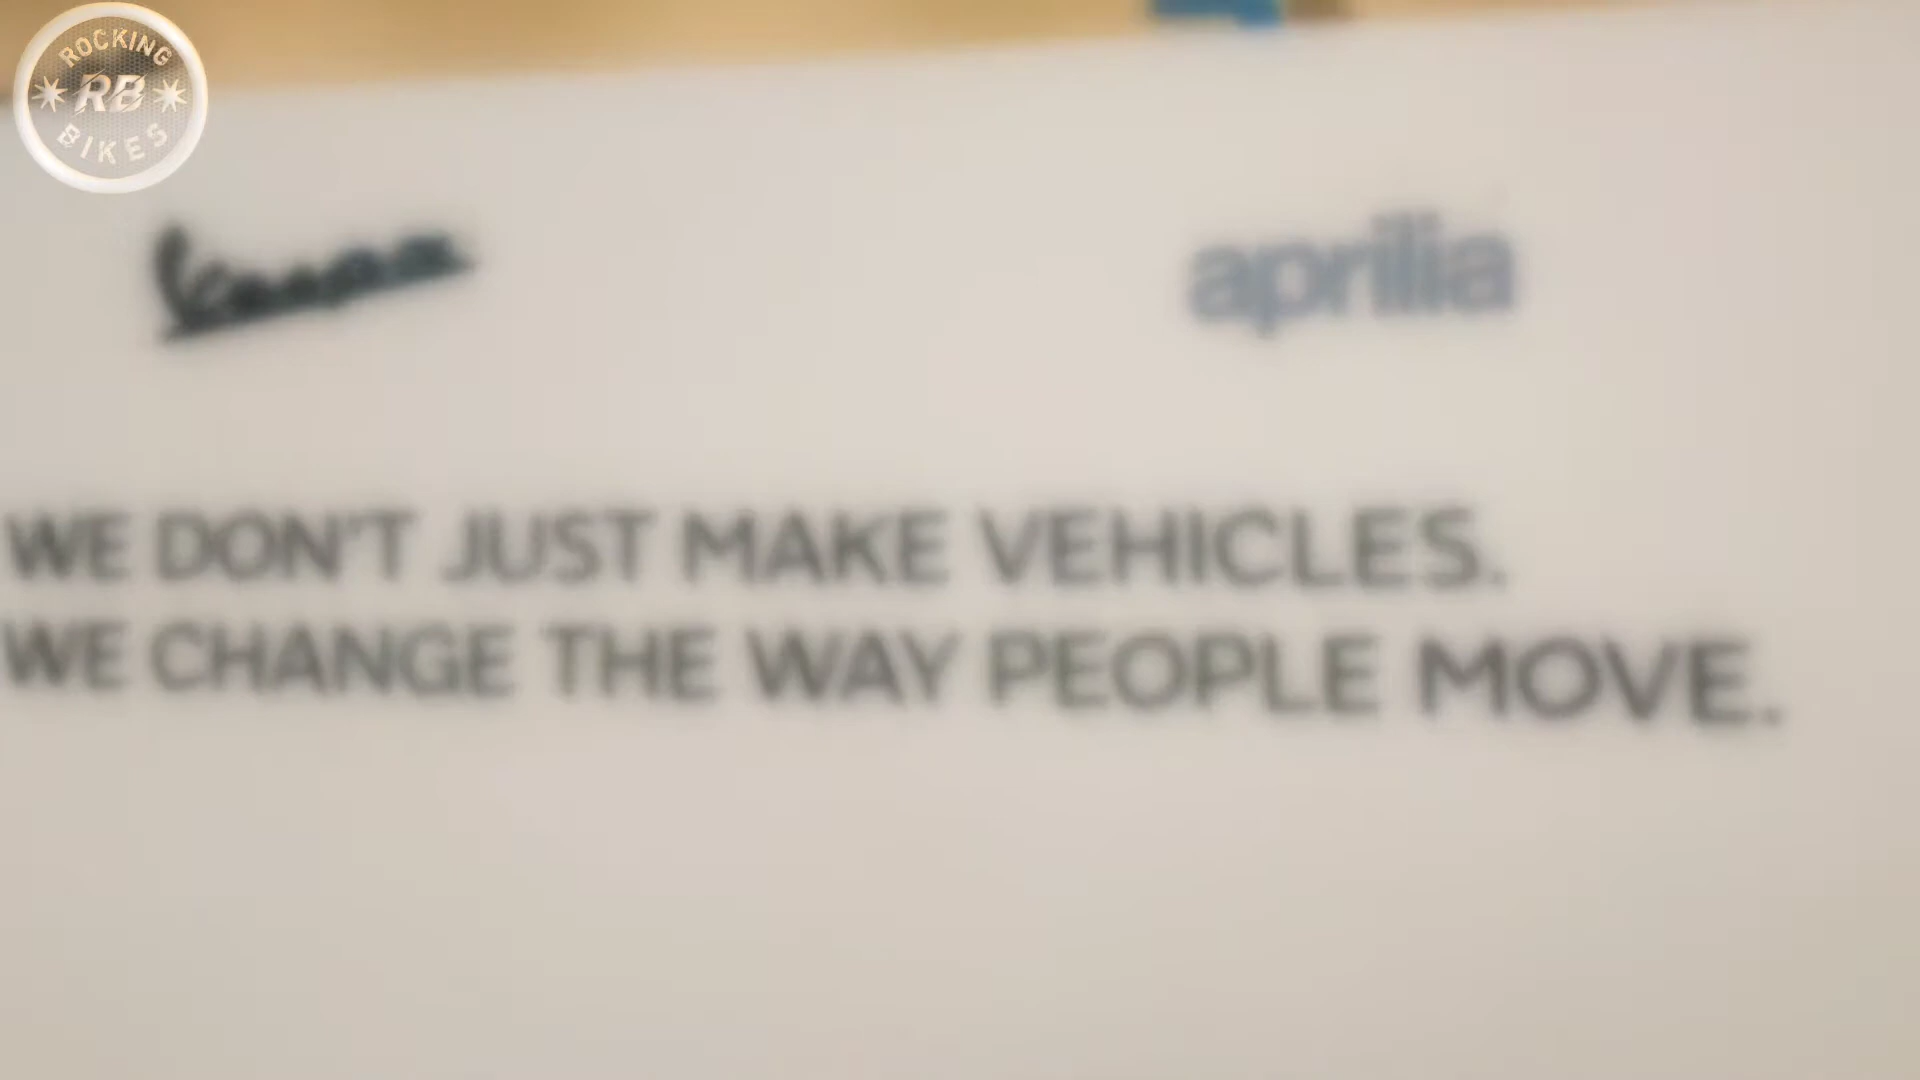 ROCKING
RB
BIKES
Vespa
aprilia
WE DON'T JUST MAKE VEHICLES.
WE CHANGE THE WAY PEOPLE MOVE.